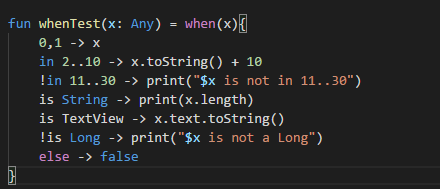 fun whenTest(x: Any) = when(x){
    0,1 -> x
    in 2..10 -> x.toString() + 10
    !in 11..30 -> print("$x is not in 11..30")
    is String -> print(x.length)
    is TextView -> x.text.toString()
    !is Long -> print("$x is not a Long")
    else -> false
}